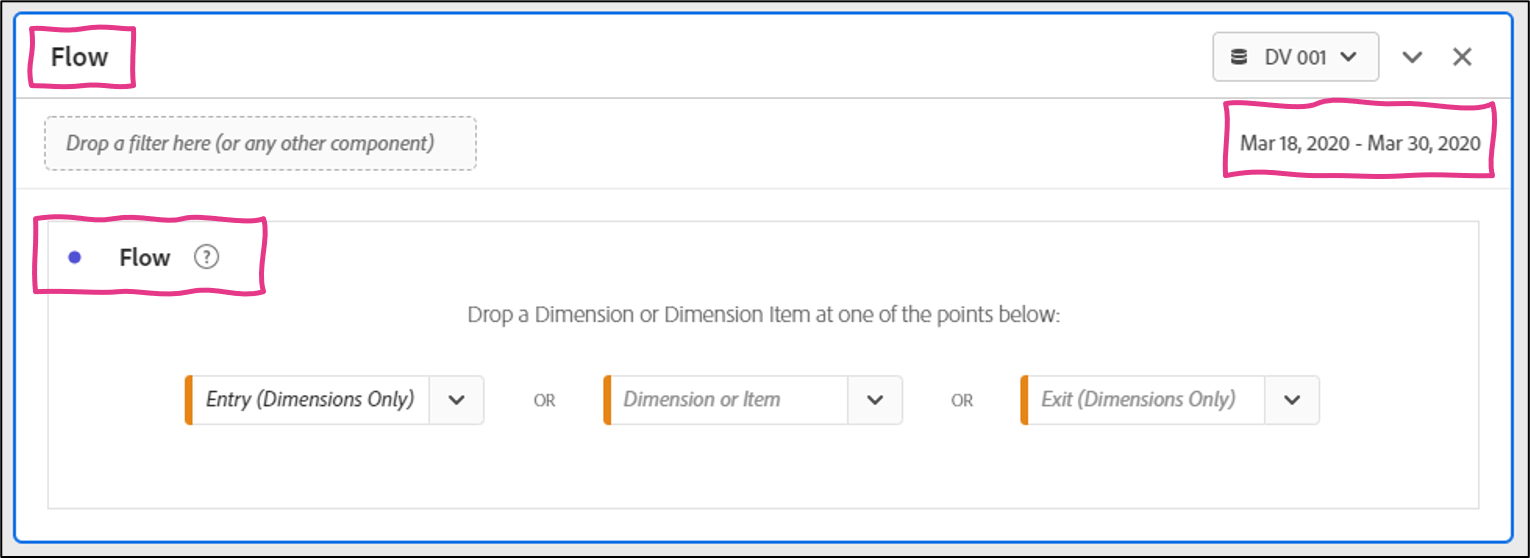 Flow
DV 001
Drop a filter here (or any other component)
Mar 18, 2020 - Mar 30, 2020
Flow ?
Drop a Dimension or Dimension Item at one of the points below:
Entry (Dimensions Only) OR Dimension or Item OR Exit (Dimensions Only)